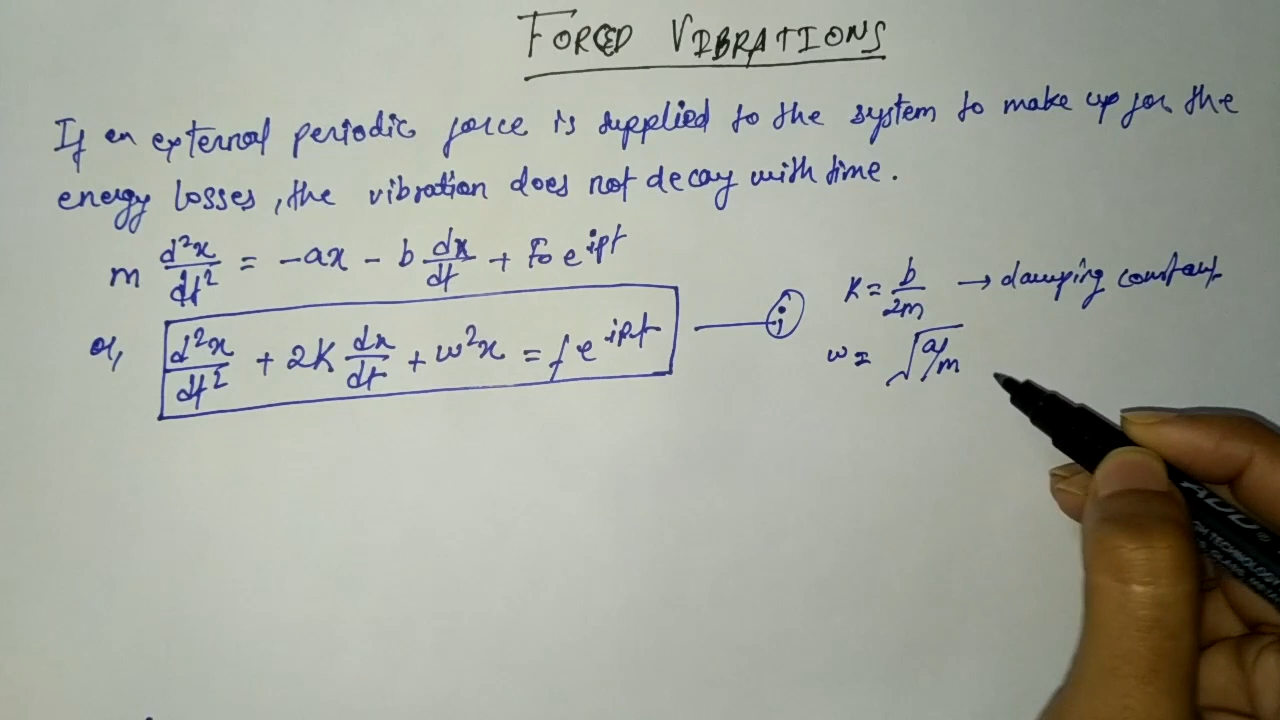 FORCED VIBRATIONS
If an external periodic force is supplied to the system to make up for the
energy losses, the vibration does not decay with time.
m d²x/dt² = -ax - b dx/dt + F₀ e^{ipt}
or, d²x/dt² + 2K dx/dt + ω²x = f e^{ipt} — (i)
K = b/2m → damping constant
ω = √(a/m)
ADD